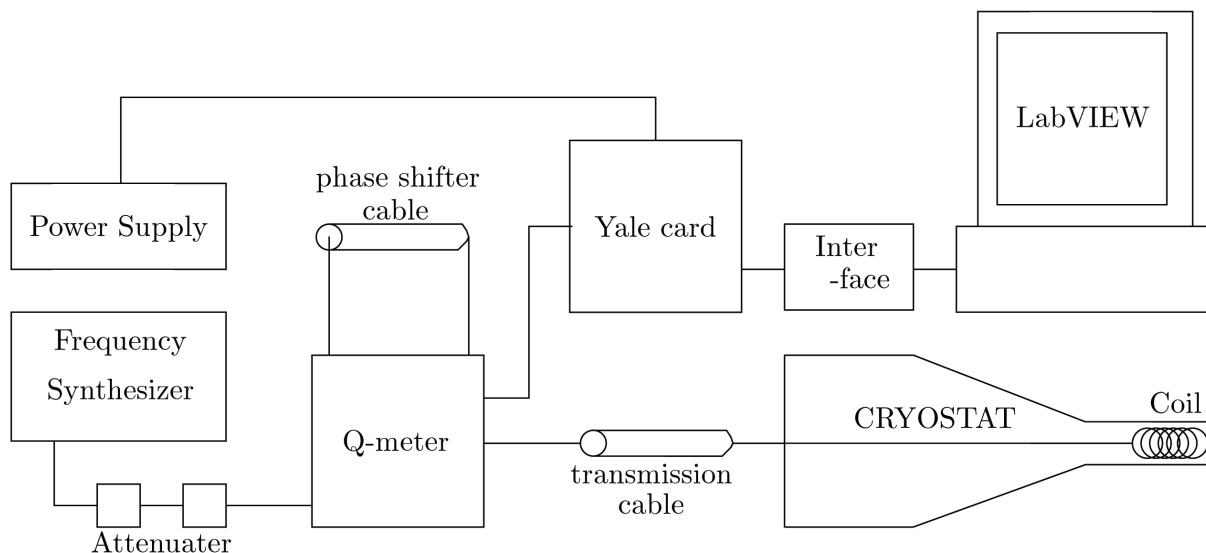 LabVIEW
phase shifter
cable
Power Supply
Yale card
Inter
-face
Frequency
Synthesizer
Q-meter
CRYOSTAT
Coil
transmission
cable
Attenuater